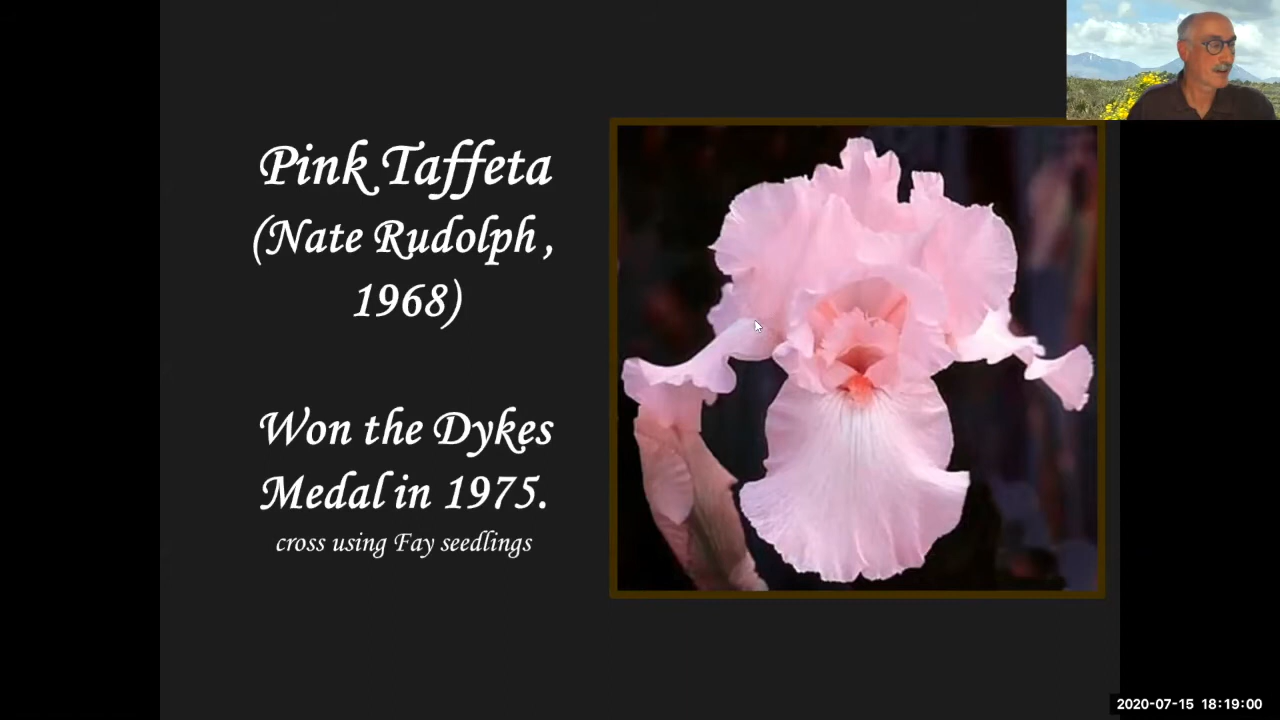 Pink Taffeta
(Nate Rudolph,
1968)
Won the Dykes
Medal in 1975.
cross using Fay seedlings
2020-07-15 18:19:00